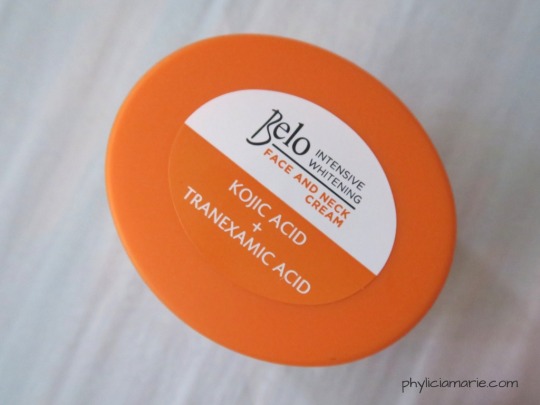 Belo INTENSIVE
WHITENING
FACE AND NECK
CREAM
KOJIC ACID
+
TRANEXAMIC ACID
phyliciamarie.com